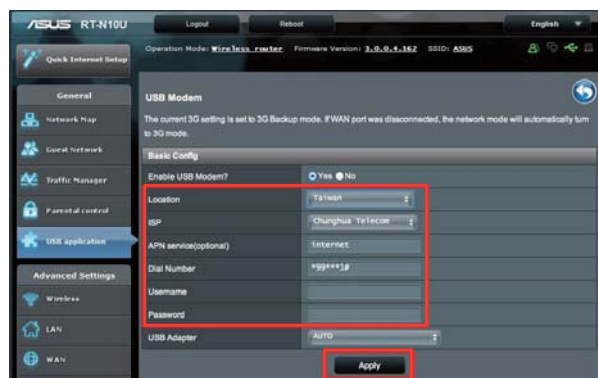 ASUS RT-N10U
Logout
Reboot
English
Operation Mode: Wireless router Firmware Version: 3.0.0.4.162 SSID: ASUS
Quick Internet Setup
General
Network Map
Guest Network
Traffic Manager
Parental control
USB application
Advanced Settings
Wireless
LAN
WAN
USB Modem
The current 3G setting is set to 3G Backup mode. If WAN port was dissconnected, the network mode will automatically turn
to 3G mode.
Basic Config
Enable USB Modem? Yes No
Location Taiwan
ISP Chunghua Telecom
APN service(optional) internet
Dial Number *99***1#
Username
Password
USB Adapter AUTO
Apply